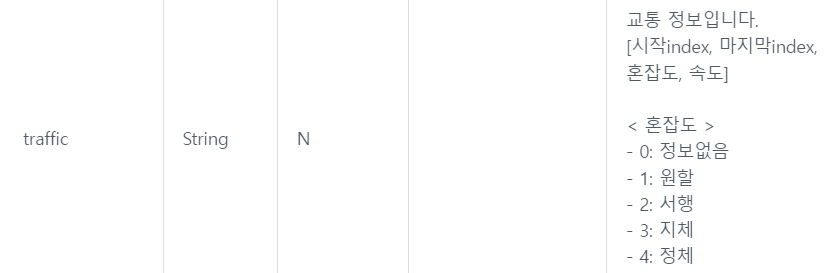 traffic
String
N
교통 정보입니다.
[시작index, 마지막index,
혼잡도, 속도]
< 혼잡도 >
- 0: 정보없음
- 1: 원할
- 2: 서행
- 3: 지체
- 4: 정체